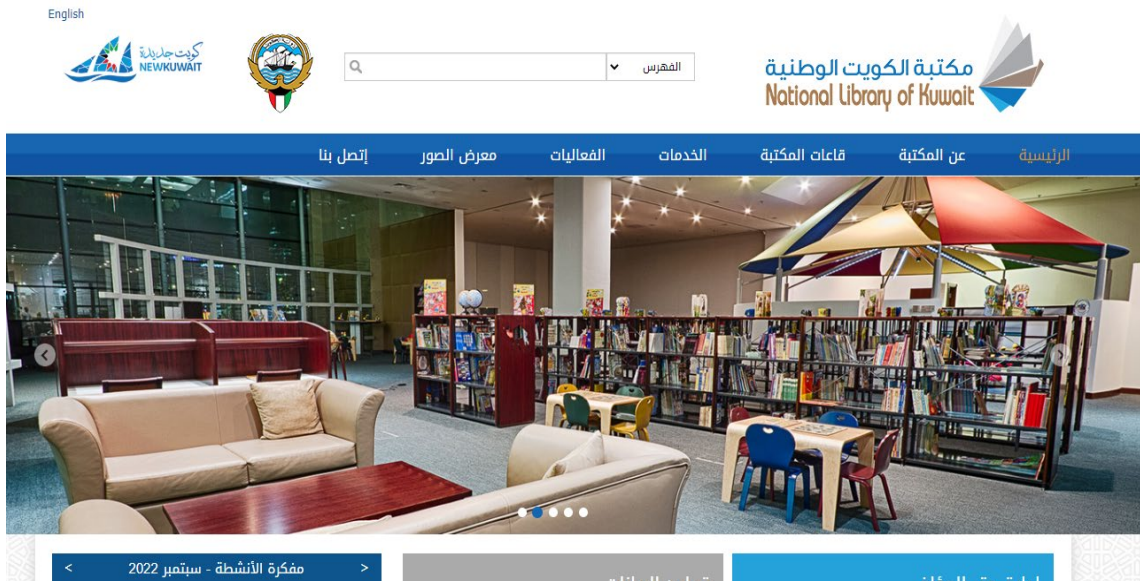 English
كويت جديدة
NEWKUWAIT
الفهرس
مكتبة الكويت الوطنية
National Library of Kuwait
الرئيسية
عن المكتبة
قاعات المكتبة
الخدمات
الفعاليات
معرض الصور
إتصل بنا
مفكرة الأنشطة - سبتمبر 2022